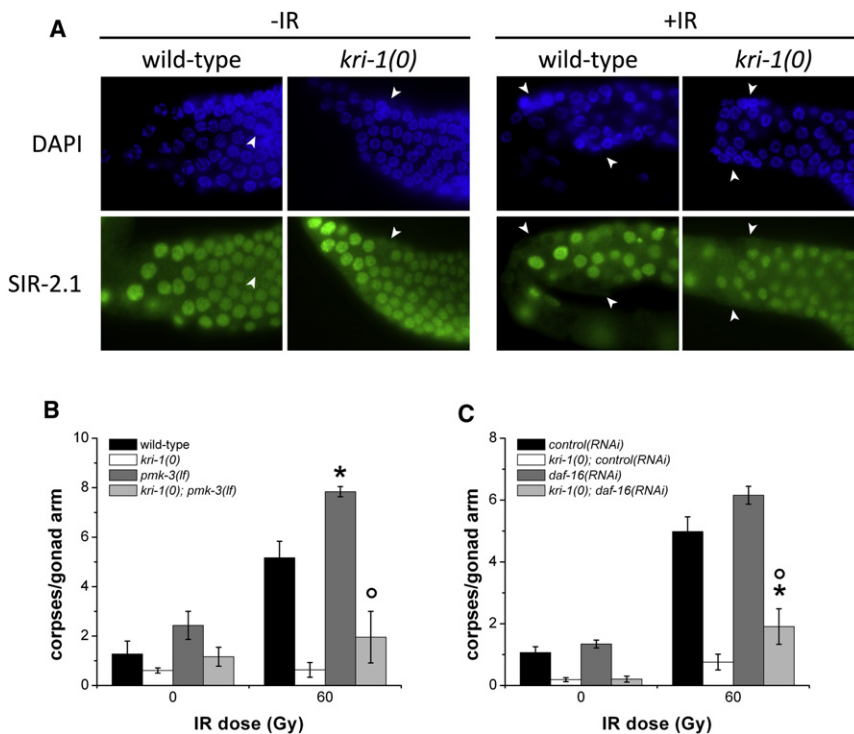 A
-IR
+IR
wild-type
kri-1(0)
wild-type
kri-1(0)
DAPI
SIR-2.1
B
corpses/gonad arm
10
8
6
4
2
0
wild-type
kri-1(0)
pmk-3(lf)
kri-1(0); pmk-3(lf)
*
0
60
IR dose (Gy)
C
corpses/gonad arm
8
6
4
2
0
control(RNAi)
kri-1(0); control(RNAi)
daf-16(RNAi)
kri-1(0); daf-16(RNAi)
*
0
60
IR dose (Gy)